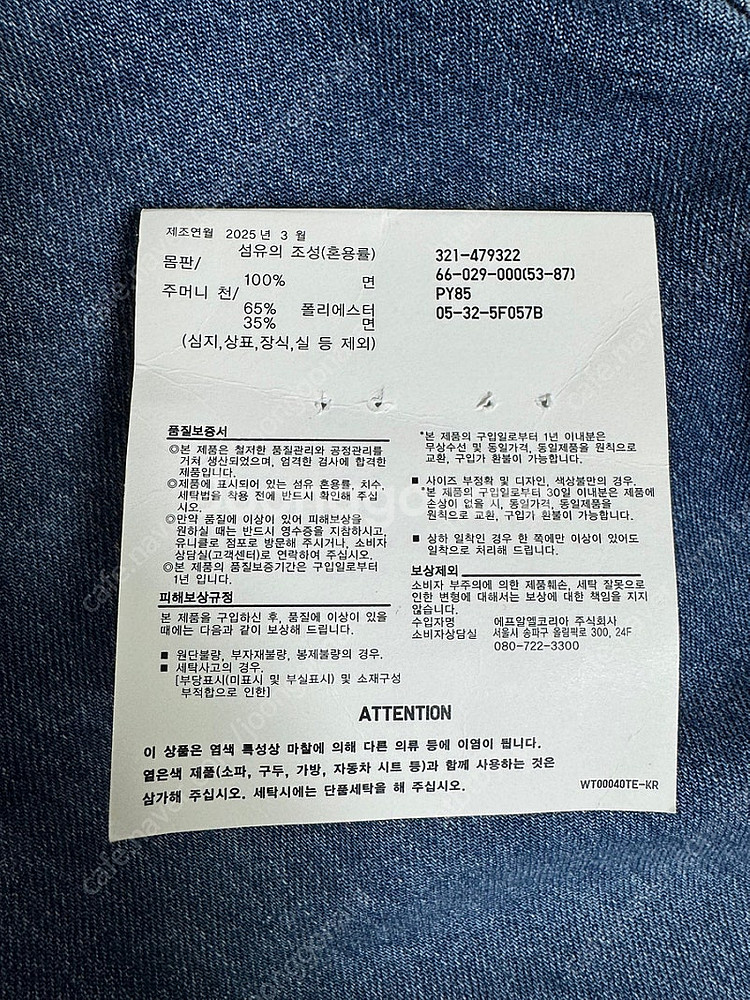 제조연월 2025년 3 월
섬유의 조성(혼용률)
몸판/
100% 면
주머니 천/
65% 폴리에스터
35% 면
(심지,상표,장식,실 등 제외)
321-479322
66-029-000(53-87)
PY85
05-32-5F057B
품질보증서
◎본 제품은 철저한 품질관리와 공정관리를
거쳐 생산되었으며, 엄격한 검사에 합격한
제품입니다.
◎제품에 표시되어 있는 섬유 혼용률, 치수,
세탁법을 착용 전에 반드시 확인해 주십
시오.
◎만약 품질에 이상이 있어 피해보상을
원하실 때는 반드시 영수증을 지참하시고,
유니클로 점포로 방문해 주시거나, 소비자
상담실(고객센터)로 연락하여 주십시오.
◎본 제품의 품질보증기간은 구입일로부터
1년 입니다.
피해보상규정
본 제품을 구입하신 후, 품질에 이상이 있을
때에는 다음과 같이 보상해 드립니다.
■ 원단불량, 부자재불량, 봉제불량의 경우.
■ 세탁사고의 경우.
[부당표시(미표시 및 부실표시) 및 소재구성
부적합으로 인한]
*본 제품의 구입일로부터 1년 이내분은
무상수선 및 동일가격, 동일제품을 원칙으로
교환, 구입가 환불이 가능합니다.
■ 사이즈 부정확 및 디자인, 색상불만의 경우.
*본 제품의 구입일로부터 30일 이내분은 제품에
손상이 없을 시, 동일가격, 동일제품을
원칙으로 교환, 구입가 환불이 가능합니다.
■ 상하 일착인 경우 한 쪽에만 이상이 있어도
일착으로 처리해 드립니다.
보상제외
소비자 부주의에 의한 제품훼손, 세탁 잘못으로
인한 변형에 대해서는 보상에 대한 책임을 지지
않습니다.
수입자명 에프알엘코리아 주식회사
소비자상담실 서울시 송파구 올림픽로 300, 24F
080-722-3300
ATTENTION
이 상품은 염색 특성상 마찰에 의해 다른 의류 등에 이염이 됩니다.
옅은색 제품(소파, 구두, 가방, 자동차 시트 등)과 함께 사용하는 것은
삼가해 주십시오. 세탁시에는 단품세탁을 해 주십시오.
WT00040TE-KR